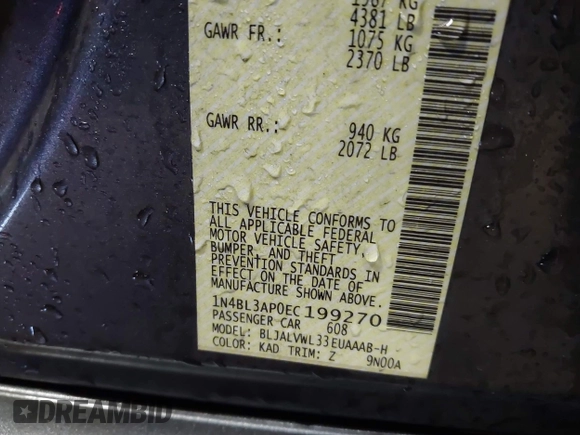 4381 LB
GAWR FR.: 1075 KG
2370 LB
GAWR RR.: 940 KG
2072 LB
THIS VEHICLE CONFORMS TO
ALL APPLICABLE FEDERAL
MOTOR VEHICLE SAFETY,
BUMPER, AND THEFT
PREVENTION STANDARDS IN
EFFECT ON THE DATE OF
MANUFACTURE SHOWN ABOVE.
1N4BL3AP0EC199270
PASSENGER CAR 608
MODEL: BLJALVWL33EUAAAB-H
COLOR: KAD TRIM: Z 9N00A
DREAMBID